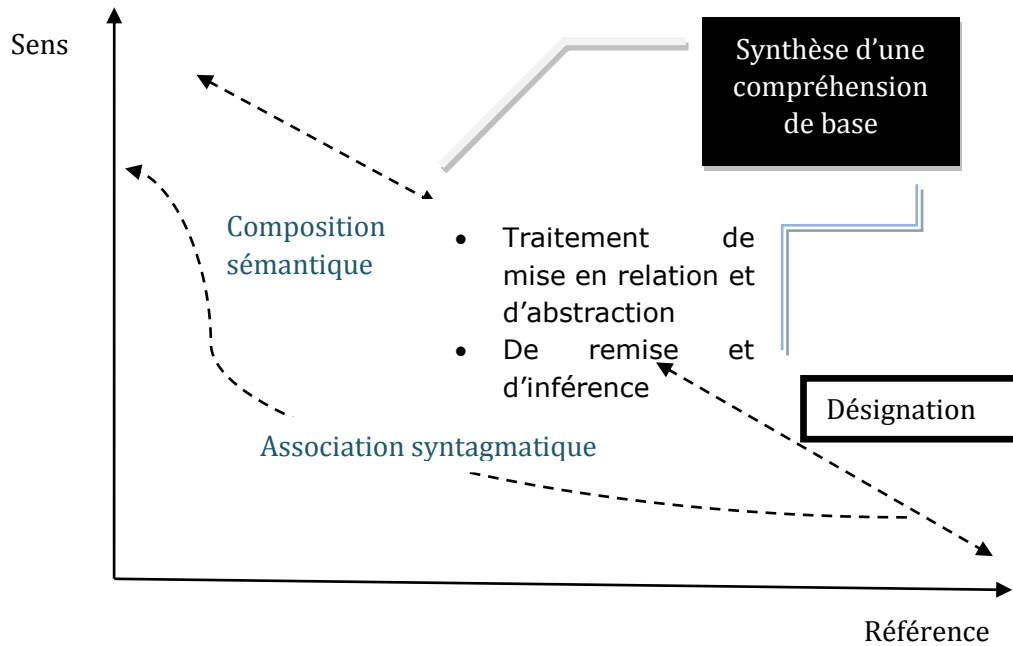 Sens
Synthèse d’une
compréhension
de base
Composition
sémantique
• Traitement de
mise en relation et
d’abstraction
• De remise et
d’inférence
Désignation
Association syntagmatique
Référence